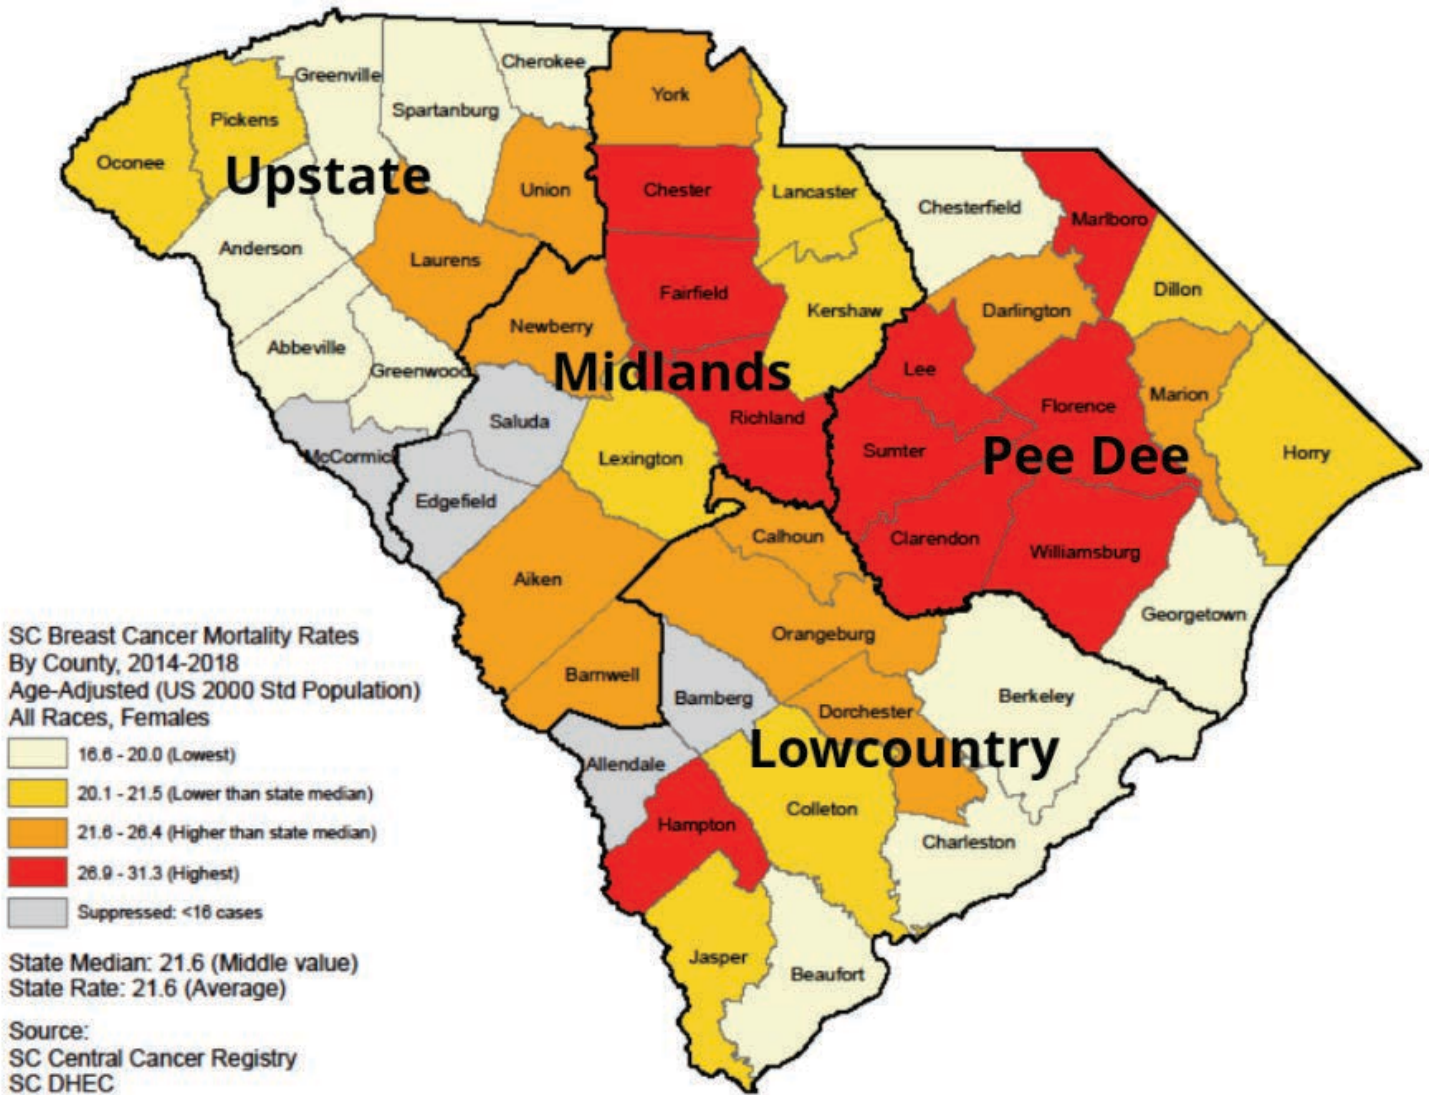 Cherokee
Greenville
York
Spartanburg
Pickens
Oconee
Upstate
Union
Chester
Lancaster
Chesterfield
Marlboro
Anderson
Laurens
Fairfield
Dillon
Kershaw
Darlington
Newberry
Abbeville
Greenwood
Midlands
Lee
Marion
Florence
Richland
Saluda
Sumter
Pee Dee
Horry
McCormick
Lexington
Edgefield
Calhoun
Clarendon
Williamsburg
Aiken
Georgetown
Orangeburg
Barnwell
Bamberg
Berkeley
Dorchester
Lowcountry
Allendale
Colleton
Hampton
Charleston
Jasper
Beaufort
SC Breast Cancer Mortality Rates
By County, 2014-2018
Age-Adjusted (US 2000 Std Population)
All Races, Females
16.6 - 20.0 (Lowest)
20.1 - 21.5 (Lower than state median)
21.6 - 26.4 (Higher than state median)
26.9 - 31.3 (Highest)
Suppressed: <16 cases
State Median: 21.6 (Middle value)
State Rate: 21.6 (Average)
Source:
SC Central Cancer Registry
SC DHEC